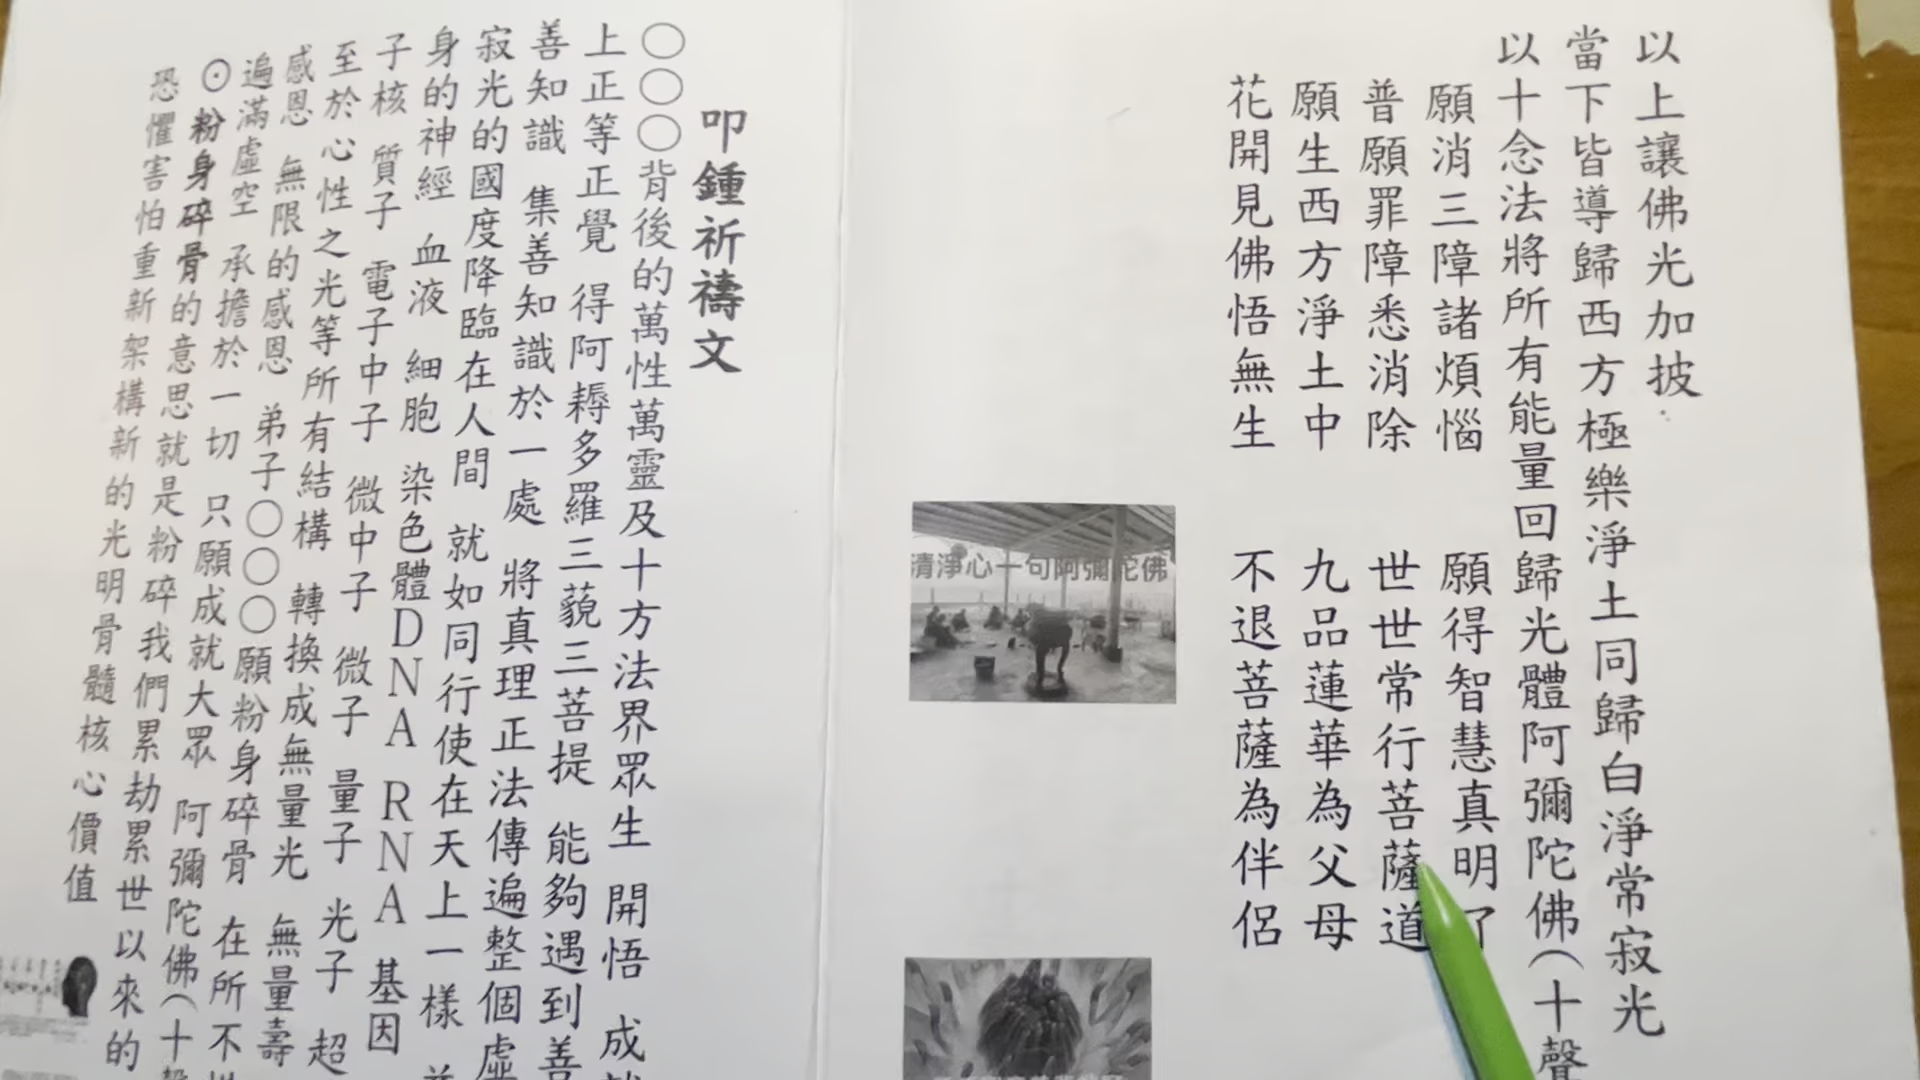 以上讓佛光加披
當下皆導歸西方極樂淨土同歸白淨常寂光
以十念法將所有能量回歸光體阿彌陀佛(十聲
願消三障諸煩惱 願得智慧真明了
普願罪障悉消除 世世常行菩薩道
願生西方淨土中 九品蓮華為父母
花開見佛悟無生 不退菩薩為伴侶
清淨心一句阿彌陀佛
叩鍾祈禱文
〇〇〇背後的萬性萬靈及十方法界眾生 開悟 成
上正等正覺 得阿耨多羅三藐三菩提 能夠遇到善
善知識 集善知識於一處 將真理正法傳遍整個虛
寂光的國度降臨在人間 就如同行使在天上一樣
身的神經 血液 細胞 染色體DNA RNA 基因
子核 質子 電子中子 微中子 微子 量子 光子 超
至於心性之光等所有結構 轉換成無量光 無量壽
感恩 無限的感恩 弟子〇〇〇願粉身碎骨 在所不
遍滿虛空 承擔於一切 只願成就大眾 阿彌陀佛(十
⊙粉身碎骨的意思就是粉碎我們累劫累世以來的
恐懼害怕重新架構新的光明骨髓核心價值